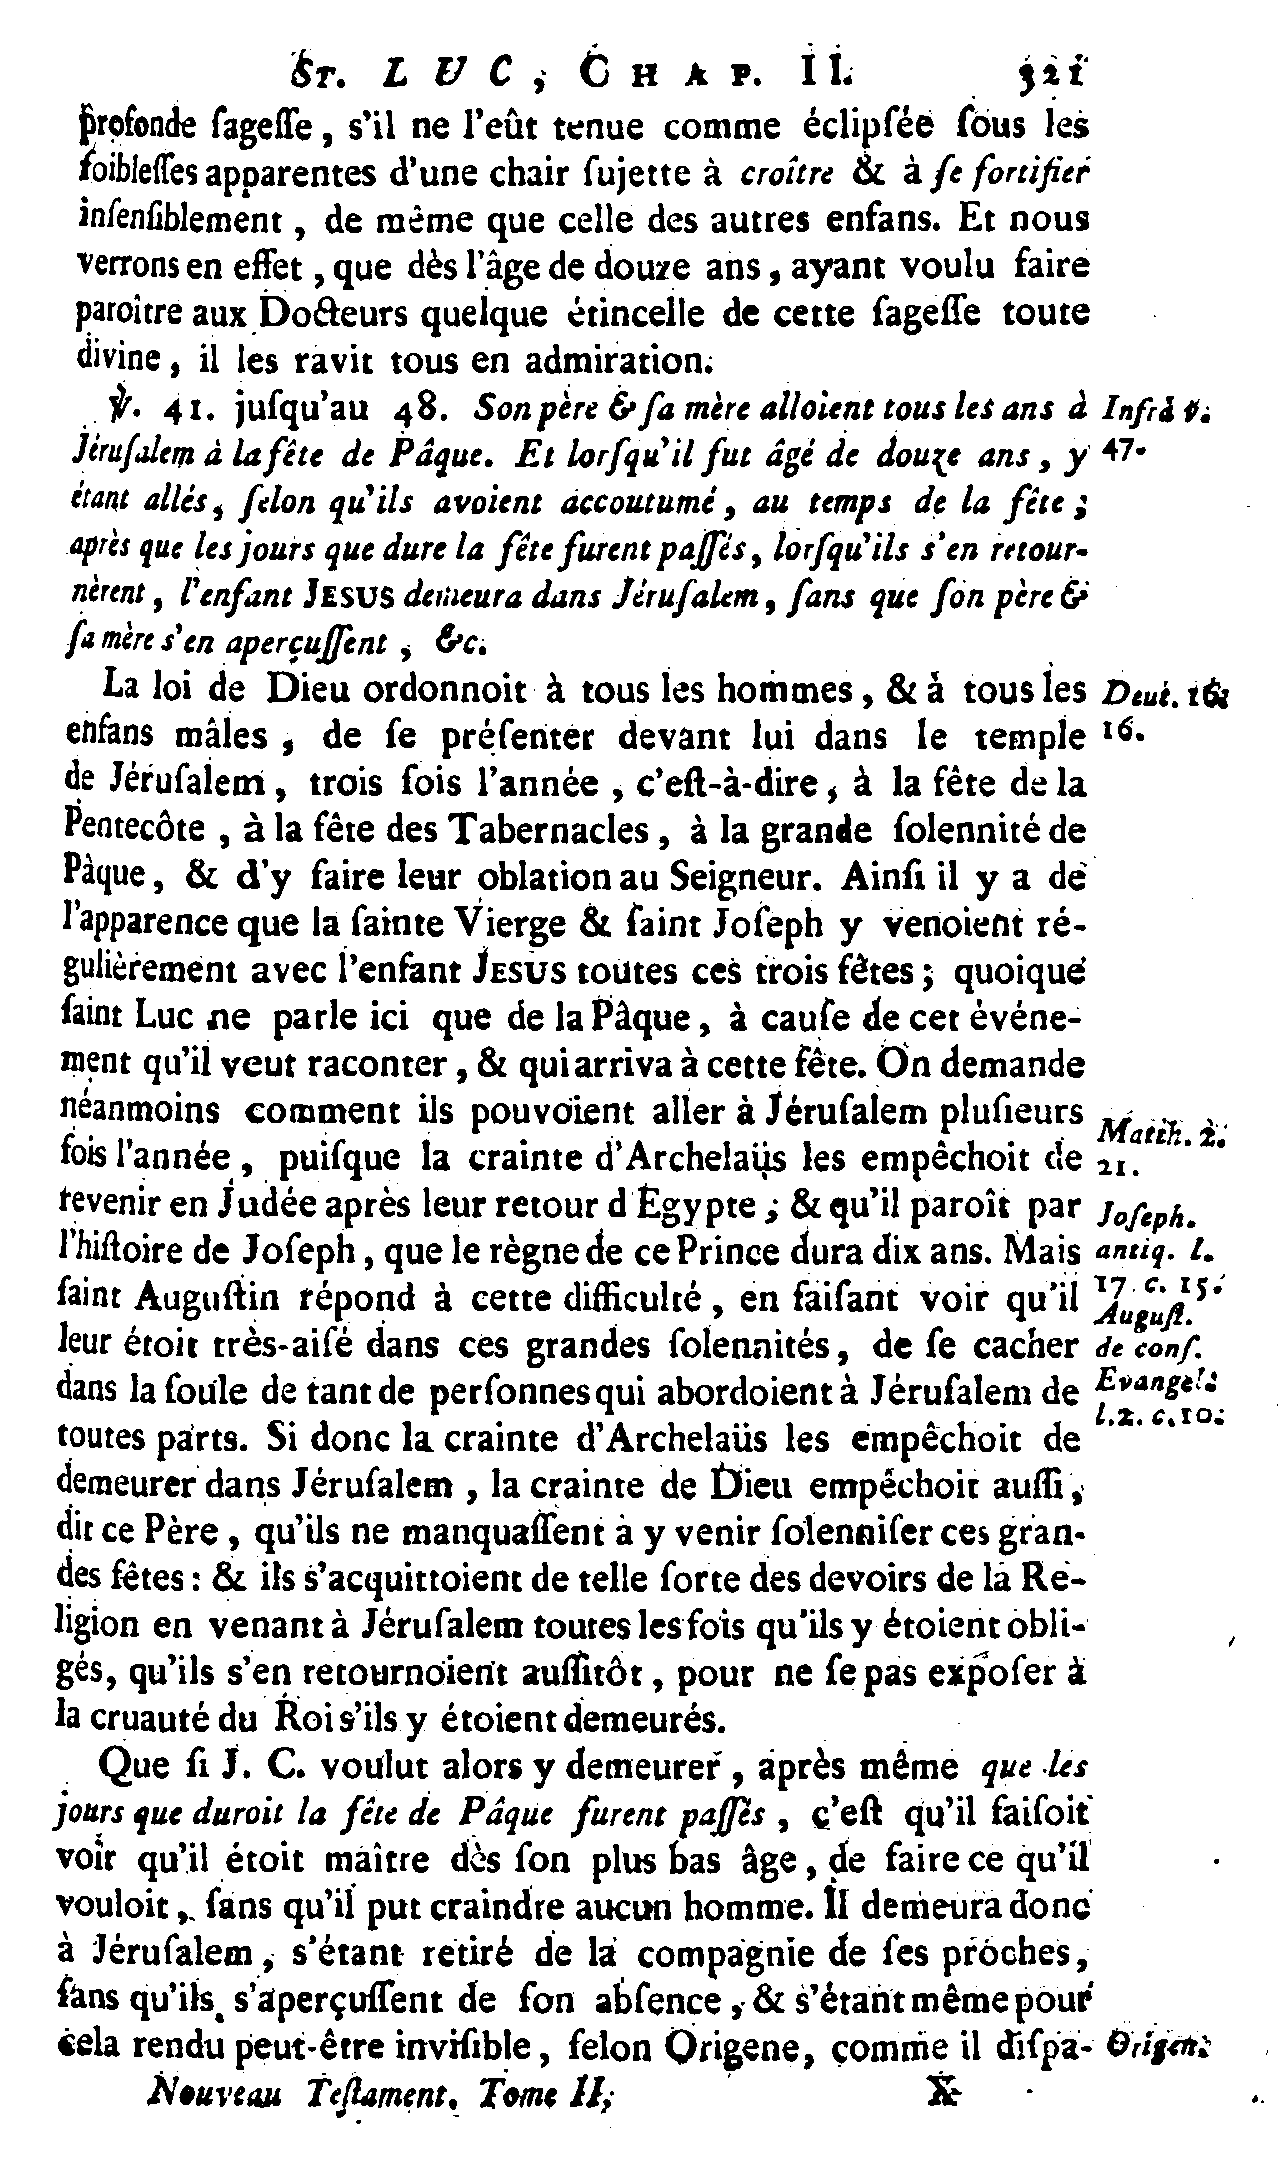 ST. LUC, CHAP. II. 321
profonde ſageſſe, s'il ne l'eût tenue comme éclipſée ſous les
foibleſſes apparentes d'une chair ſujette à croître & à ſe fortifier
inſenſiblement, de même que celle des autres enfans. Et nous
verrons en effet, que dès l'âge de douze ans, ayant voulu faire
paroître aux Docteurs quelque étincelle de cette ſageſſe toute
divine, il les ravit tous en admiration.
℣. 41. juſqu'au 48. Son père & ſa mère alloient tous les ans à
Jéruſalem à la fête de Pâque. Et lorſqu'il fut âgé de douze ans, y
étant allés, ſelon qu'ils avoient accoutumé, au temps de la fête;
après que les jours que dure la fête furent paſſés, lorſqu'ils s'en retour-
nèrent, l'enfant JESUS demeura dans Jéruſalem, ſans que ſon père &
ſa mère s'en aperçuſſent, &c.
Infrà ℣.
47.
La loi de Dieu ordonnoit à tous les hommes, & à tous les
enfans mâles, de ſe préſenter devant lui dans le temple
de Jéruſalem, trois fois l'année, c'eſt-à-dire, à la fête de la
Pentecôte, à la fête des Tabernacles, à la grande ſolennité de
Pâque, & d'y faire leur oblation au Seigneur. Ainſi il y a de
l'apparence que la ſainte Vierge & ſaint Joſeph y venoient ré-
gulièrement avec l'enfant JESUS toutes ces trois fêtes; quoique
ſaint Luc ne parle ici que de la Pâque, à cauſe de cet événe-
ment qu'il veut raconter, & qui arriva à cette fête. On demande
néanmoins comment ils pouvoient aller à Jéruſalem pluſieurs
fois l'année, puiſque la crainte d'Archelaüs les empêchoit de
revenir en Judée après leur retour d'Egypte; & qu'il paroît par
l'hiſtoire de Joſeph, que le règne de ce Prince dura dix ans. Mais
ſaint Auguſtin répond à cette difficulté, en faiſant voir qu'il
leur étoit très-aiſé dans ces grandes ſolennités, de ſe cacher
dans la foule de tant de perſonnes qui abordoient à Jéruſalem de
toutes parts. Si donc la crainte d'Archelaüs les empêchoit de
demeurer dans Jéruſalem, la crainte de Dieu empêchoit auſſi,
dit ce Père, qu'ils ne manquaſſent à y venir ſolenniſer ces gran-
des fêtes: & ils s'acquittoient de telle ſorte des devoirs de la Re-
ligion en venant à Jéruſalem toutes les fois qu'ils y étoient obli-
gés, qu'ils s'en retournoient auſſitôt, pour ne ſe pas expoſer à
la cruauté du Roi s'ils y étoient demeurés.
Deut. 16.
16.
Matth. 2.
21.
Joſeph.
antiq. l.
17. c. 15.
Auguſt.
de conſ.
Evangel.
l.2. c.10.
Que ſi J. C. voulut alors y demeurer, après même que les
jours que duroit la fête de Pâque furent paſſés, c'eſt qu'il faiſoit
voir qu'il étoit maître dès ſon plus bas âge, de faire ce qu'il
vouloit, ſans qu'il put craindre aucun homme. Il demeura donc
à Jéruſalem, s'étant retiré de la compagnie de ſes proches,
ſans qu'ils s'aperçuſſent de ſon abſence, & s'étant même pour
cela rendu peut-être inviſible, ſelon Origene, comme il diſpa-
Origen.
Nouveau Teſtament. Tome II. X